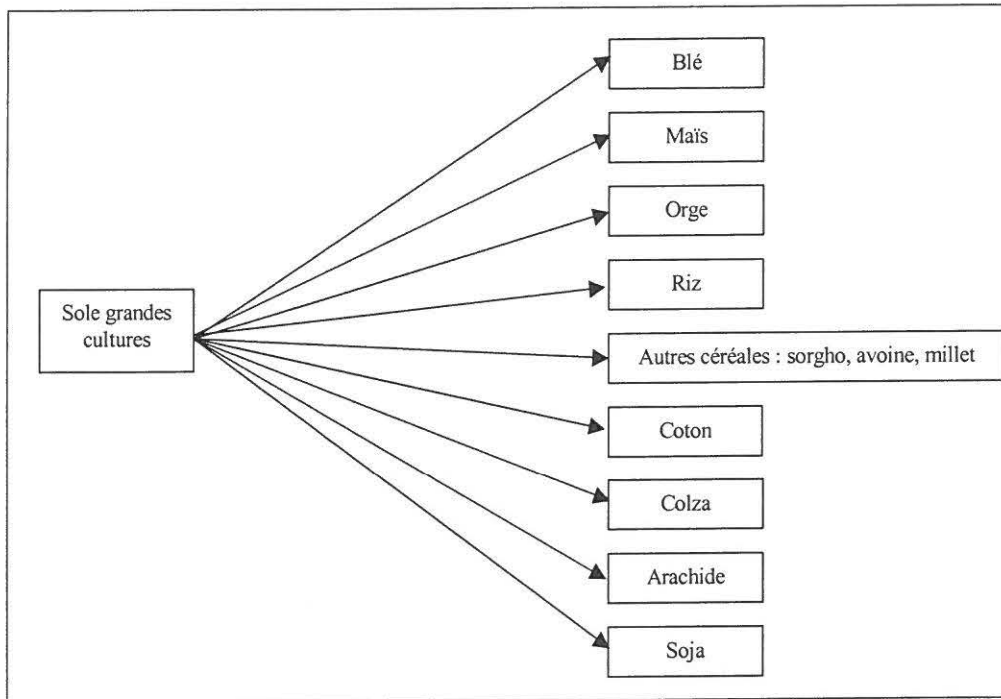 Blé
Maïs
Orge
Riz
Sole grandes
cultures
Autres céréales : sorgho, avoine, millet
Coton
Colza
Arachide
Soja